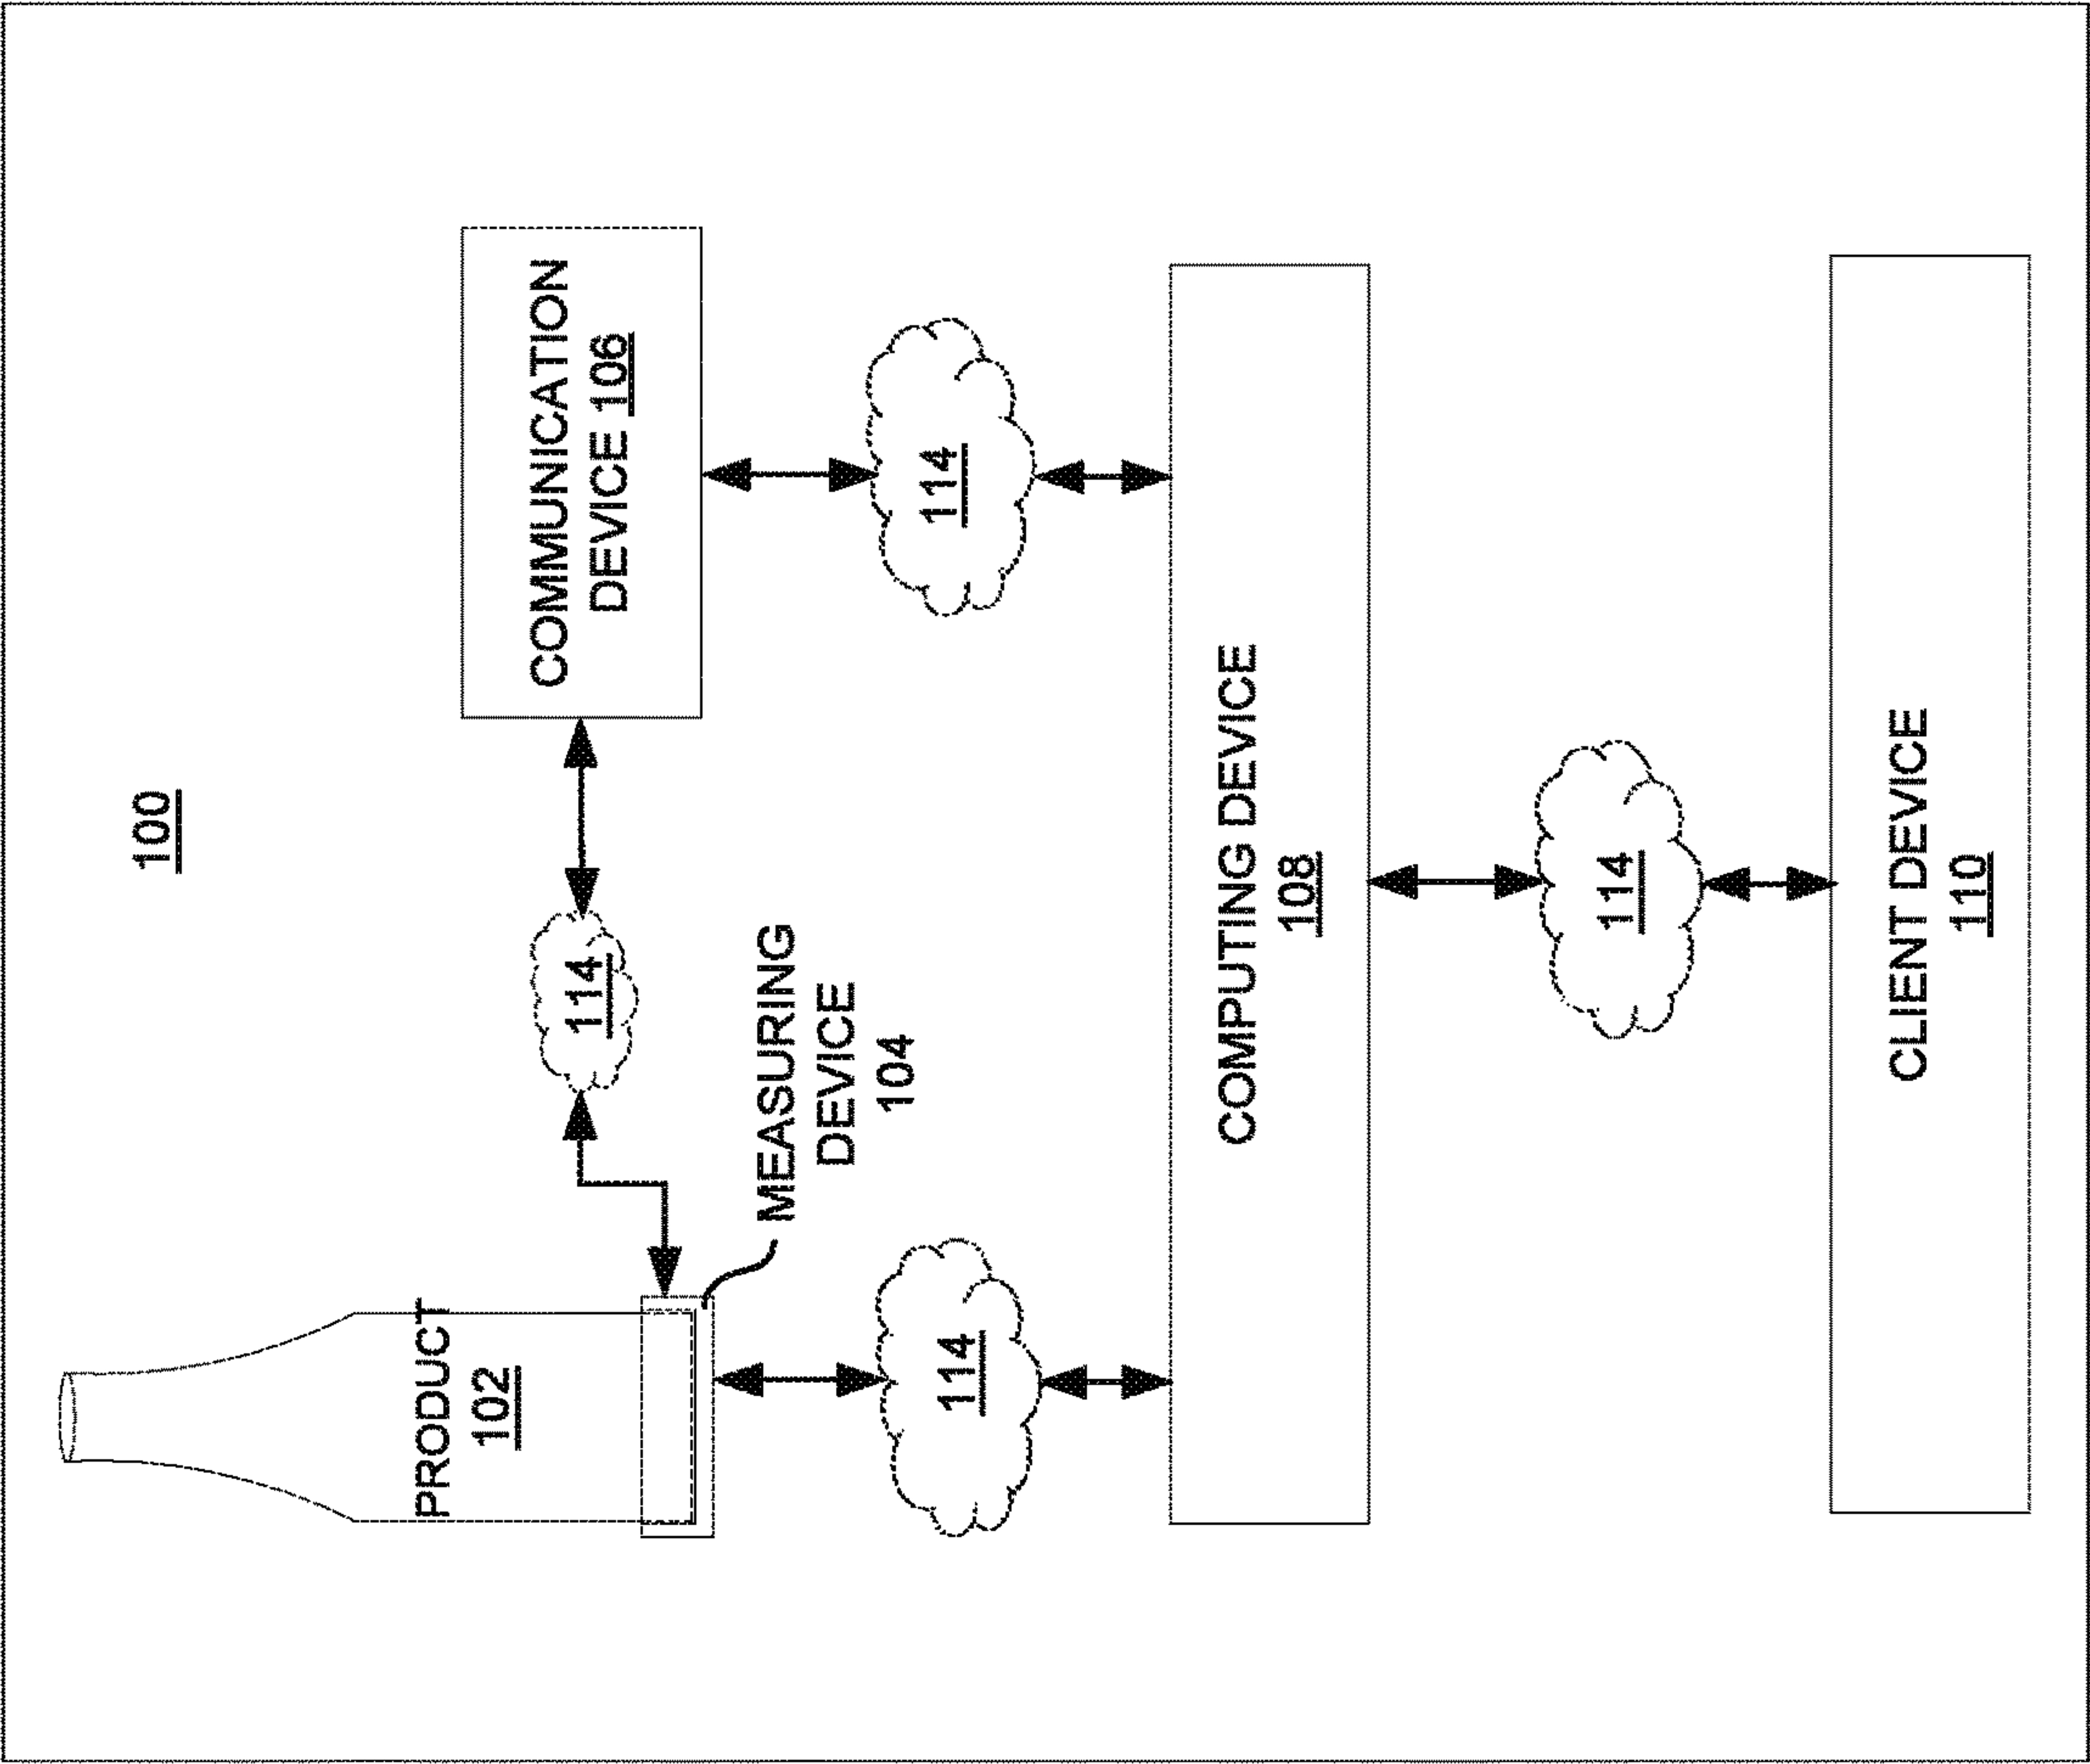 100
PRODUCT
102
114
COMMUNICATION
DEVICE 106
MEASURING
DEVICE
104
114
114
COMPUTING DEVICE
108
114
CLIENT DEVICE
110